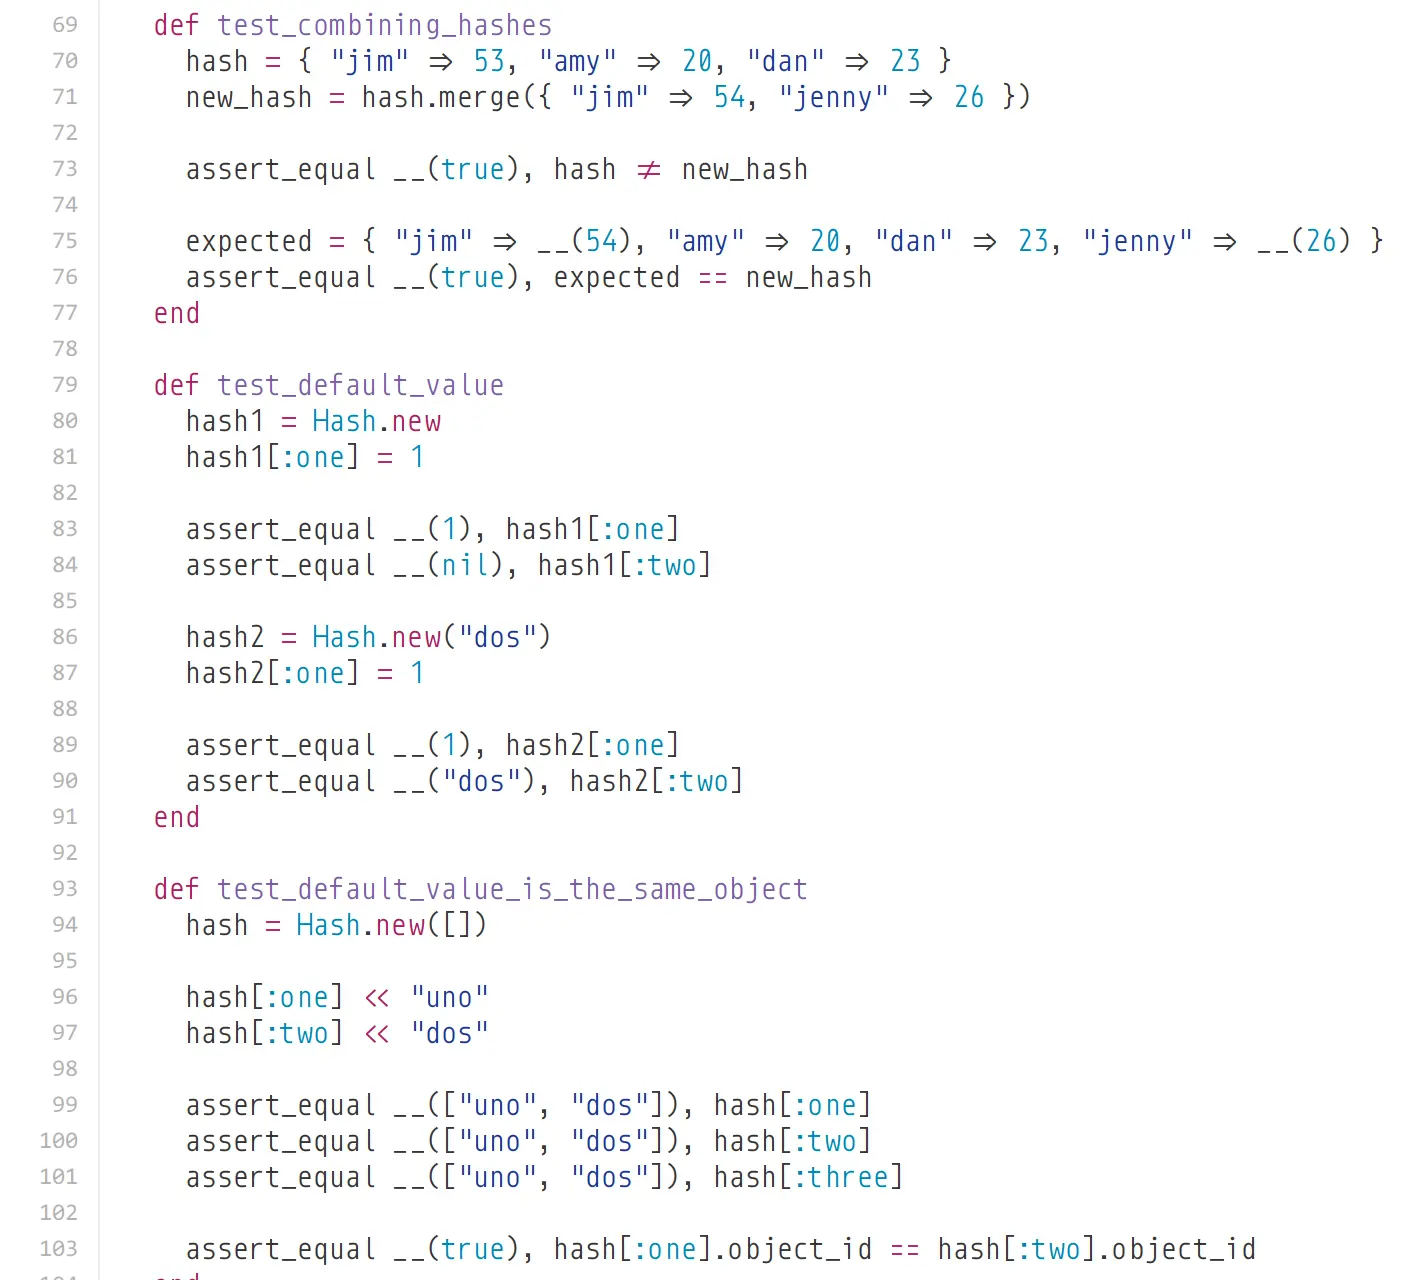 69 def test_combining_hashes
70 hash = { "jim" => 53, "amy" => 20, "dan" => 23 }
71 new_hash = hash.merge({ "jim" => 54, "jenny" => 26 })
72
73 assert_equal __(true), hash != new_hash
74
75 expected = { "jim" => __(54), "amy" => 20, "dan" => 23, "jenny" => __(26) }
76 assert_equal __(true), expected == new_hash
77 end
78
79 def test_default_value
80 hash1 = Hash.new
81 hash1[:one] = 1
82
83 assert_equal __(1), hash1[:one]
84 assert_equal __(nil), hash1[:two]
85
86 hash2 = Hash.new("dos")
87 hash2[:one] = 1
88
89 assert_equal __(1), hash2[:one]
90 assert_equal __("dos"), hash2[:two]
91 end
92
93 def test_default_value_is_the_same_object
94 hash = Hash.new([])
95
96 hash[:one] << "uno"
97 hash[:two] << "dos"
98
99 assert_equal __(["uno", "dos"]), hash[:one]
100 assert_equal __(["uno", "dos"]), hash[:two]
101 assert_equal __(["uno", "dos"]), hash[:three]
102
103 assert_equal __(true), hash[:one].object_id == hash[:two].object_id